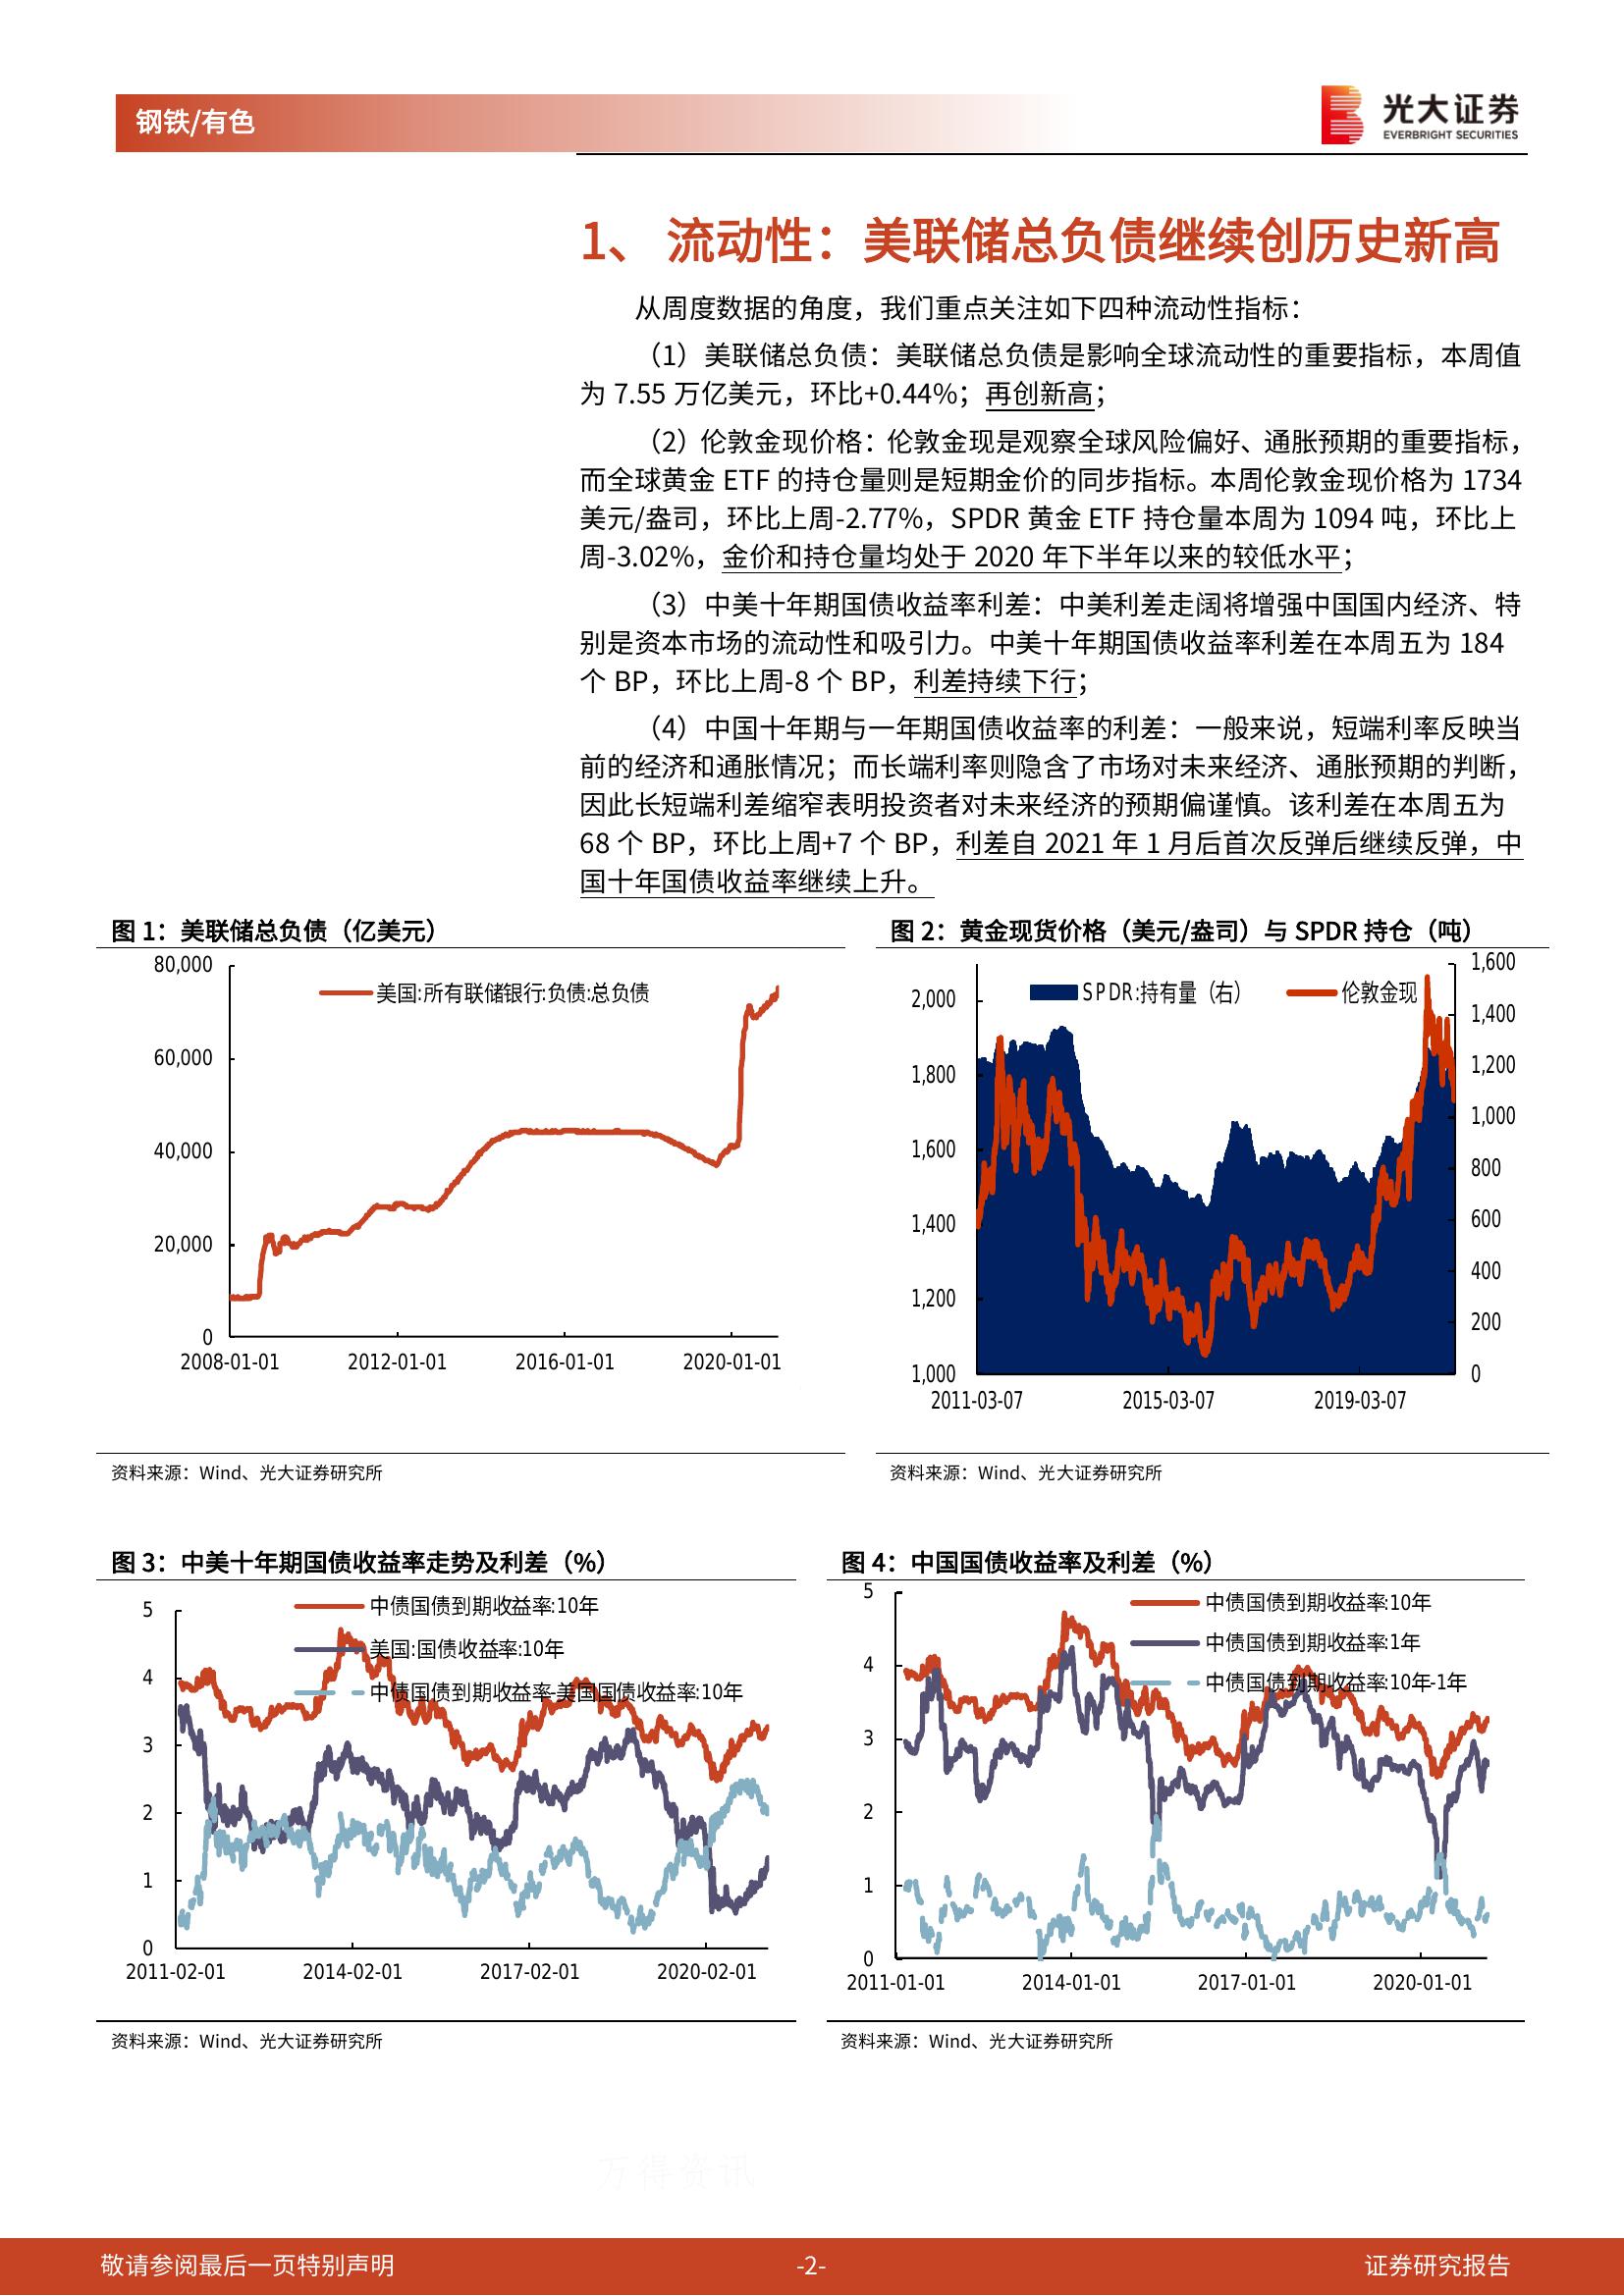 钢铁/有色
光大证券
EVERBRIGHT SECURITIES
1、 流动性：美联储总负债继续创历史新高
从周度数据的角度，我们重点关注如下四种流动性指标：
（1）美联储总负债：美联储总负债是影响全球流动性的重要指标，本周值
为 7.55 万亿美元，环比+0.44%；再创新高；
（2）伦敦金现价格：伦敦金现是观察全球风险偏好、通胀预期的重要指标，
而全球黄金 ETF 的持仓量则是短期金价的同步指标。本周伦敦金现价格为 1734
美元/盎司，环比上周-2.77%，SPDR 黄金 ETF 持仓量本周为 1094 吨，环比上
周-3.02%，金价和持仓量均处于 2020 年下半年以来的较低水平；
（3）中美十年期国债收益率利差：中美利差走阔将增强中国国内经济、特
别是资本市场的流动性和吸引力。中美十年期国债收益率利差在本周五为 184
个 BP，环比上周-8 个 BP，利差持续下行；
（4）中国十年期与一年期国债收益率的利差：一般来说，短端利率反映当
前的经济和通胀情况；而长端利率则隐含了市场对未来经济、通胀预期的判断，
因此长短端利差缩窄表明投资者对未来经济的预期偏谨慎。该利差在本周五为
68 个 BP，环比上周+7 个 BP，利差自 2021 年 1 月后首次反弹后继续反弹，中
国十年国债收益率继续上升。
图 1：美联储总负债（亿美元）
80,000
60,000
40,000
20,000
0
美国:所有联储银行:负债:总负债
2008-01-01 2012-01-01 2016-01-01 2020-01-01
资料来源：Wind、光大证券研究所
图 2：黄金现货价格（美元/盎司）与 SPDR 持仓（吨）
2,000
1,800
1,600
1,400
1,200
1,000
SPDR:持有量（右） 伦敦金现
1,600
1,400
1,200
1,000
800
600
400
200
0
2011-03-07 2015-03-07 2019-03-07
资料来源：Wind、光大证券研究所
图 3：中美十年期国债收益率走势及利差（%）
5
4
3
2
1
0
中债国债到期收益率:10年
美国:国债收益率:10年
中债国债到期收益率-美国国债收益率:10年
2011-02-01 2014-02-01 2017-02-01 2020-02-01
资料来源：Wind、光大证券研究所
图 4：中国国债收益率及利差（%）
5
4
3
2
1
0
中债国债到期收益率:10年
中债国债到期收益率:1年
中债国债到期收益率:10年-1年
2011-01-01 2014-01-01 2017-01-01 2020-01-01
资料来源：Wind、光大证券研究所
万得资讯
敬请参阅最后一页特别声明
-2-
证券研究报告